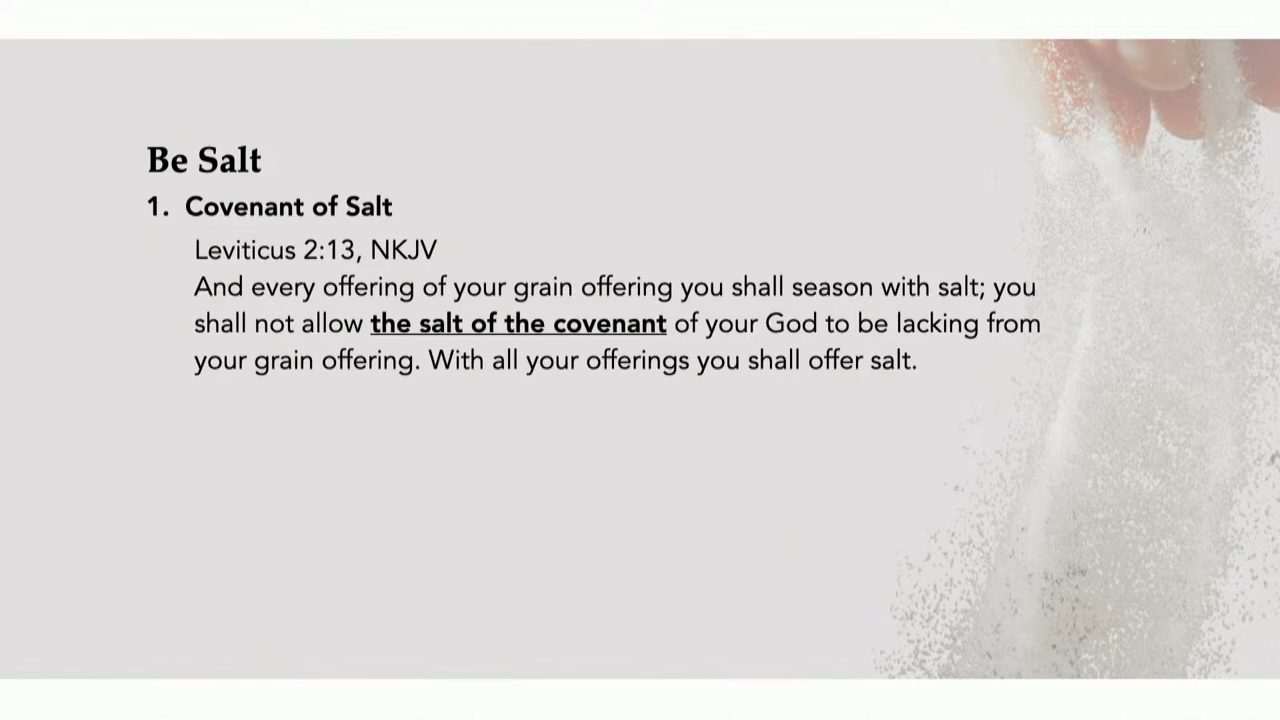 Be Salt
1. Covenant of Salt
Leviticus 2:13, NKJV
And every offering of your grain offering you shall season with salt; you
shall not allow the salt of the covenant of your God to be lacking from
your grain offering. With all your offerings you shall offer salt.